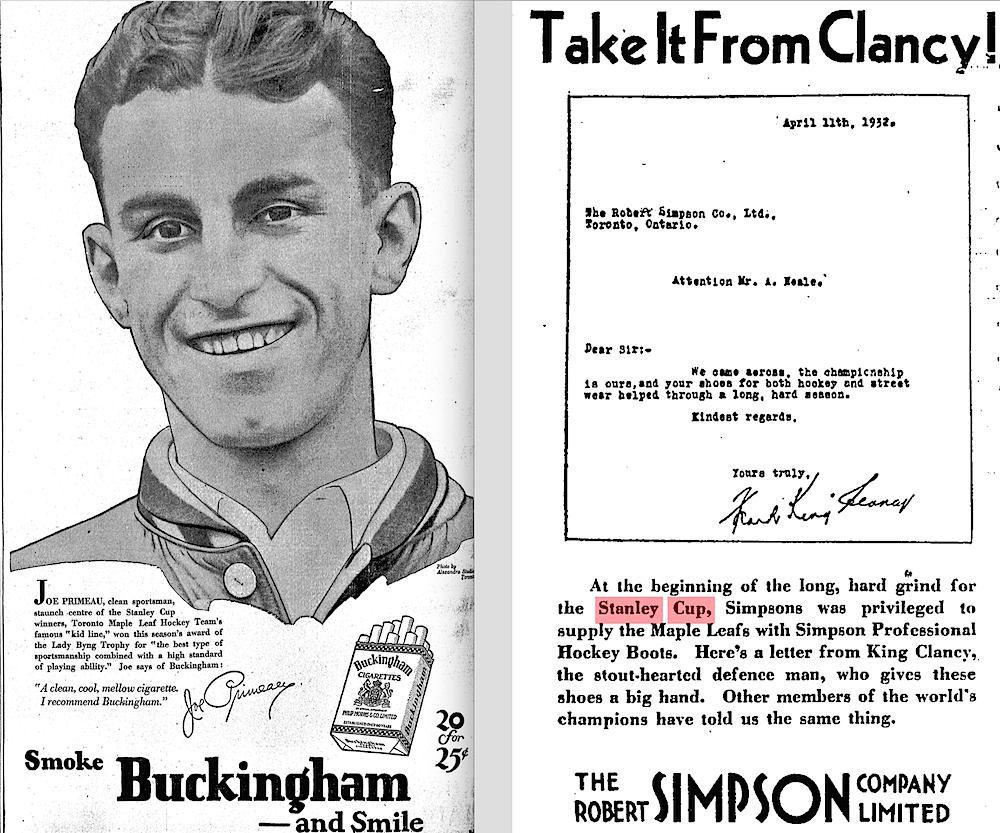 Photo by
Alexandra Studio
JOE PRIMEAU, clean sportsman,
staunch centre of the Stanley Cup
winners, Toronto Maple Leaf Hockey Team's
famous "kid line," won this season's award of
the Lady Byng Trophy for "the best type of
sportsmanship combined with a high standard
of playing ability." Joe says of Buckingham:
"A clean, cool, mellow cigarette.
I recommend Buckingham."
Joe Primeau
Buckingham
CIGARETTES
PHILIP MORRIS & CO LIMITED
Buckingham
20
for
25¢
Smoke Buckingham
—and Smile
Take It From Clancy!
April 11th, 1932.
The Robert Simpson Co., Ltd.,
Toronto, Ontario.
Attention Mr. A. Neale.
Dear Sir:-
We came across, the championship
is ours,and your shoes for both hockey and street
wear helped through a long, hard season.
Kindest regards,
Yours truly,
Frank King Clancy
At the beginning of the long, hard grind for
the Stanley Cup, Simpsons was privileged to
supply the Maple Leafs with Simpson Professional
Hockey Boots. Here's a letter from King Clancy,
the stout-hearted defence man, who gives these
shoes a big hand. Other members of the world's
champions have told us the same thing.
THE ROBERT SIMPSON COMPANY LIMITED